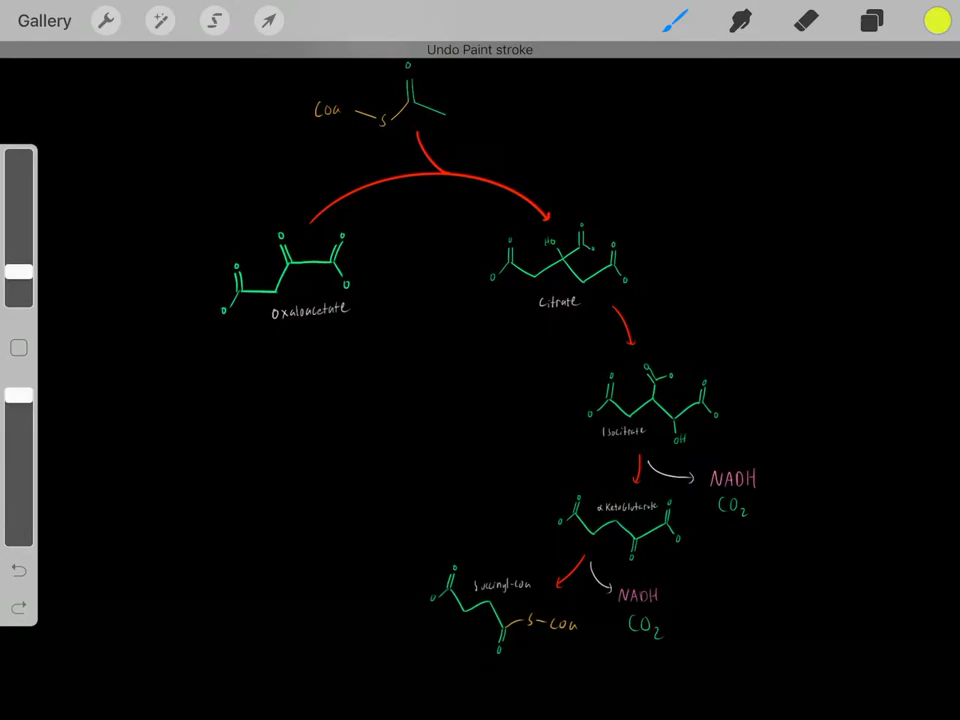 Gallery
Undo Paint stroke
O
Coa
S
O
O
O
O
O
Oxaloacetate
O
O
HO
O
O
O
O
Citrate
O
O
O
O
O
O
OH
Isocitrate
NADH
CO2
O
O
α Ketoglutarate
O
O
O
NADH
CO2
O
O
Succinyl-coa
S
Coa
O